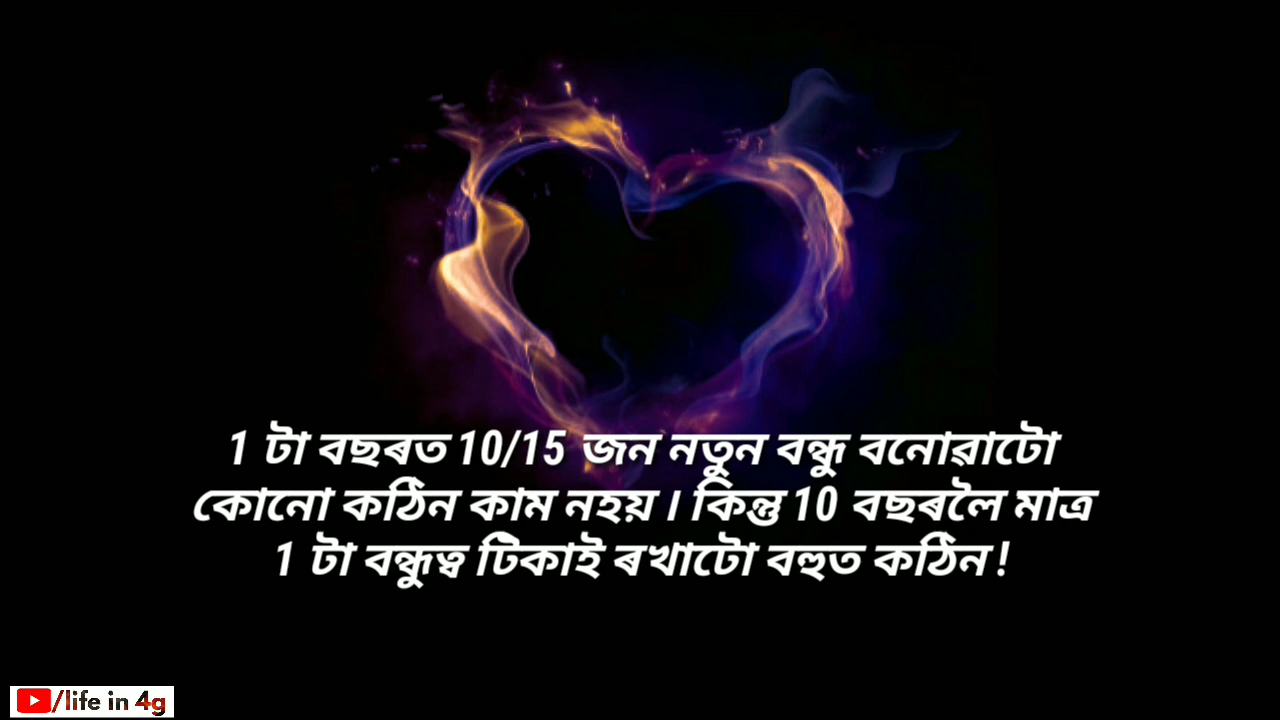 1 টা বছৰত 10/15 জন নতুন বন্ধু বনোৱাটো
কোনো কঠিন কাম নহয়। কিন্তু 10 বছৰলৈ মাত্ৰ
1 টা বন্ধুত্ব টিকাই ৰখাটো বহুত কঠিন!
/life in 4g